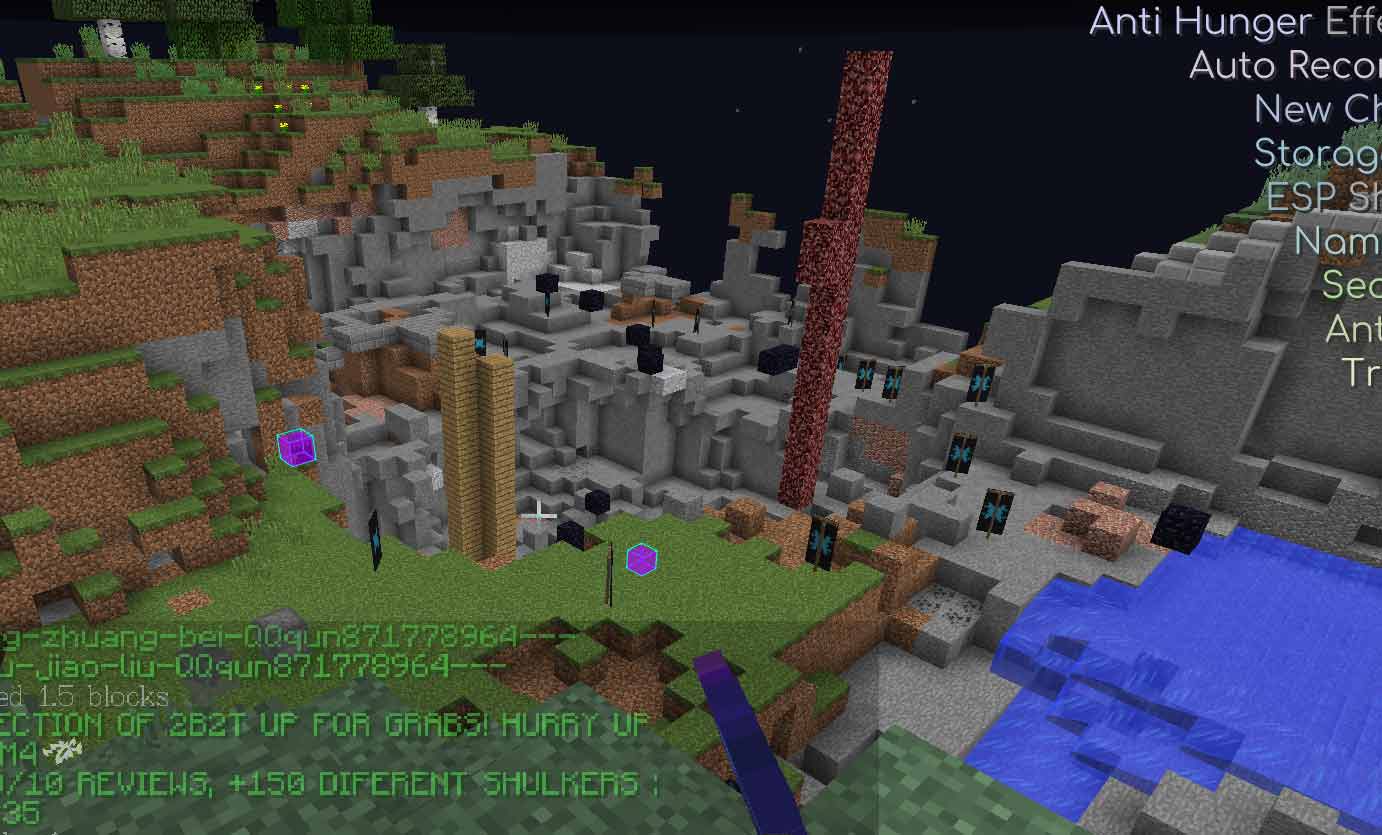 Anti Hunger Effe
Auto Recon
New Ch
Storag
ESP Sh
Nam
Sea
Ant
Tr
g-zhuang-bei-QQqun871778964---
u-jiao-liu-QQqun871778964---
ed 1.5 blocks
ECTION OF 2B2T UP FOR GRABS! HURRY UP
M4
/10 REVIEWS, +150 DIFERENT SHULKERS :
35